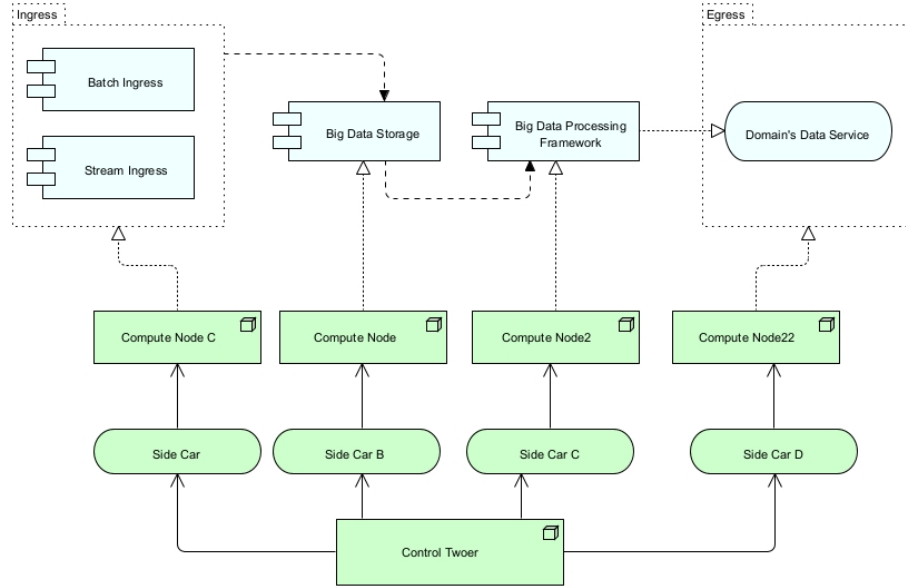 Ingress
Egress
Batch Ingress
Stream Ingress
Big Data Storage
Big Data Processing
Framework
Domain's Data Service
Compute Node C
Compute Node
Compute Node2
Compute Node22
Side Car
Side Car B
Side Car C
Side Car D
Control Twoer